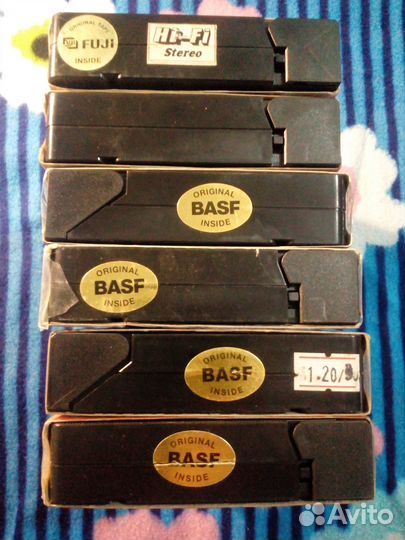 ORIGINAL TAPE
FUJI
INSIDE
Hi-Fi
Stereo
ORIGINAL
BASF
INSIDE
ORIGINAL
BASF
INSIDE
ORIGINAL
BASF
INSIDE
ORIGINAL
BASF
INSIDE
Avito